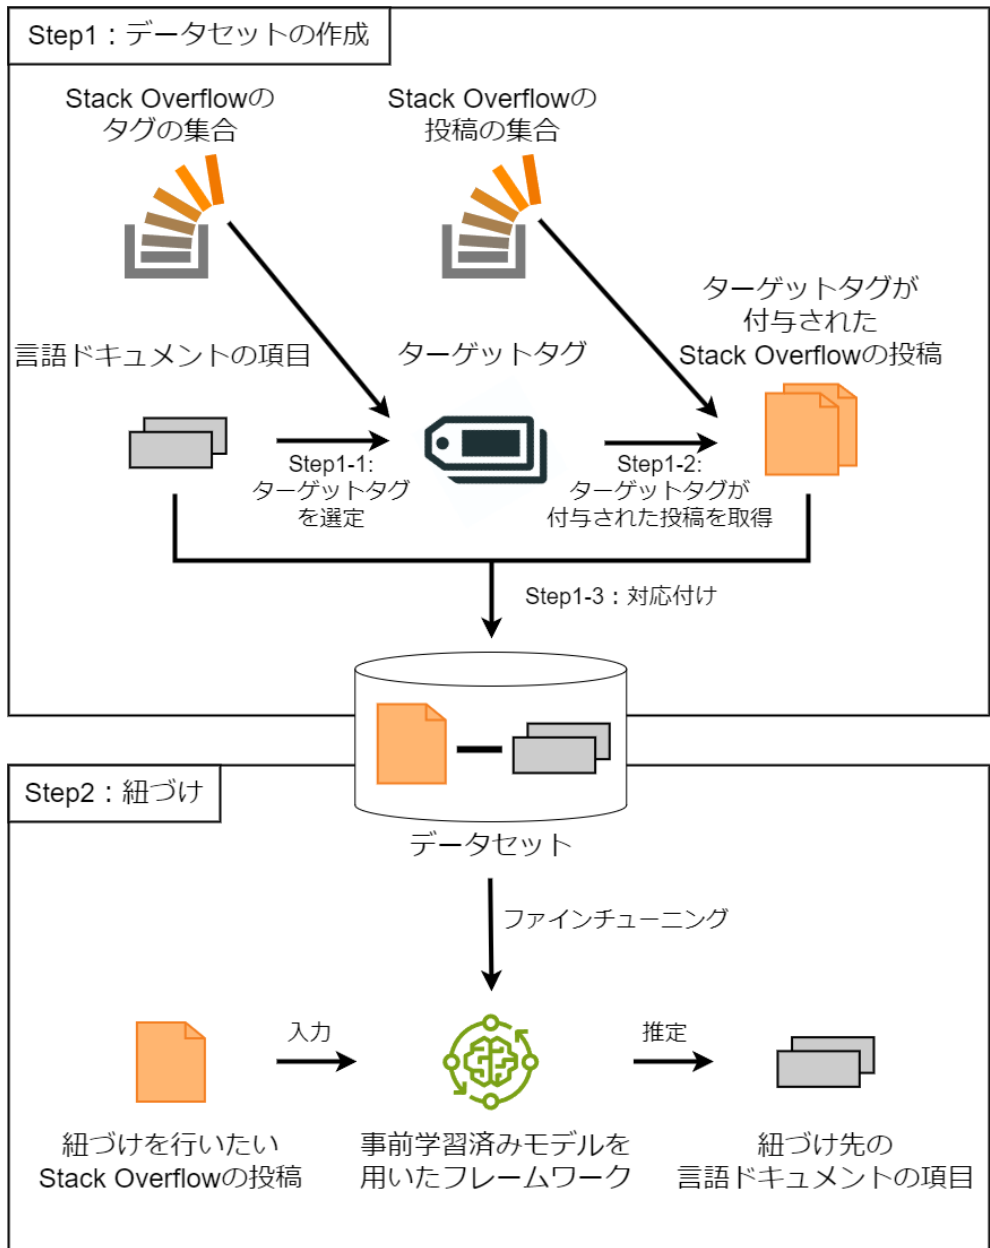 Step1：データセットの作成
Stack Overflowの
タグの集合
Stack Overflowの
投稿の集合
ターゲットタグが
付与された
Stack Overflowの投稿
言語ドキュメントの項目
ターゲットタグ
Step1-1:
ターゲットタグ
を選定
Step1-2:
ターゲットタグが
付与された投稿を取得
Step1-3：対応付け
Step2：紐づけ
データセット
ファインチューニング
入力
推定
紐づけを行いたい
Stack Overflowの投稿
事前学習済みモデルを
用いたフレームワーク
紐づけ先の
言語ドキュメントの項目